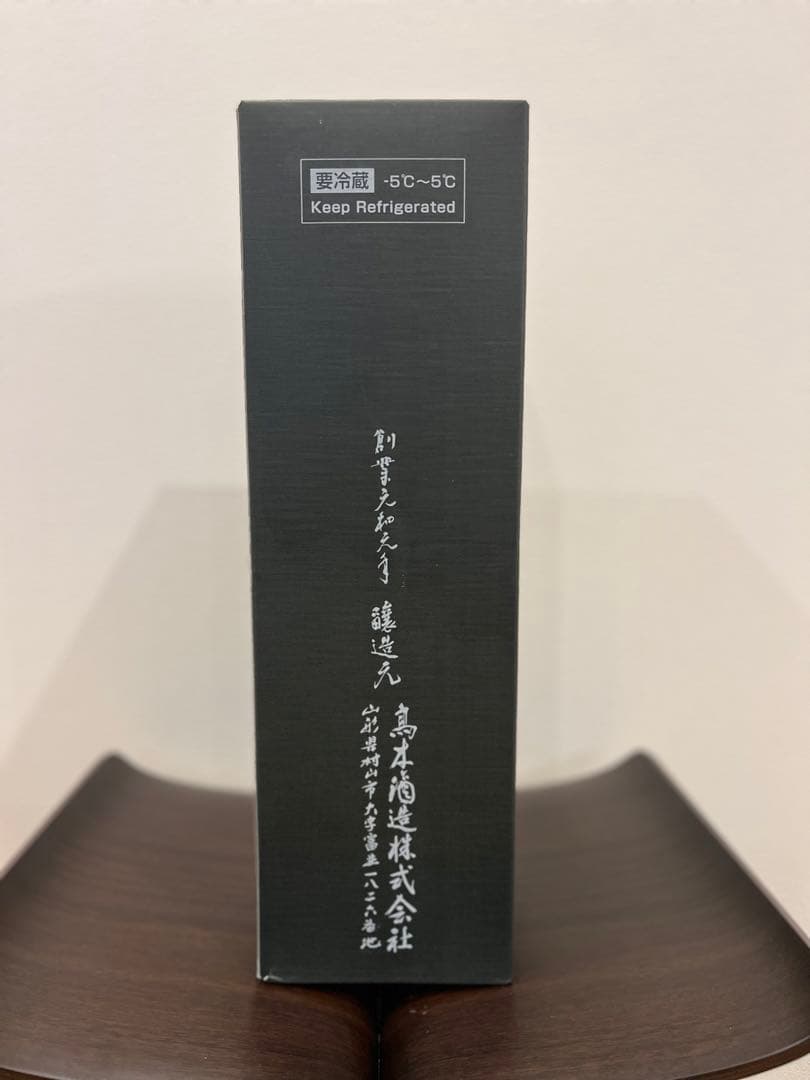 要冷蔵 -5℃～5℃
Keep Refrigerated
創業元和元年 醸造元
高木酒造株式会社
山形県村山市大字富並一八二六番地